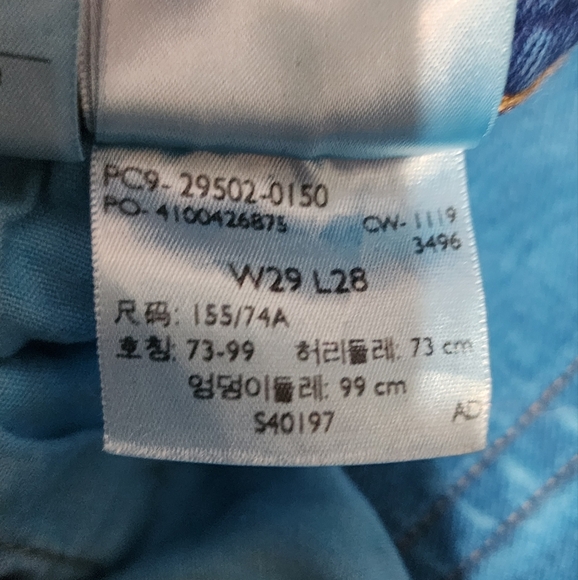 PC9- 29502-0150
PO- 4100426875 CW- 1119
3496
W29 L28
尺码: 155/74A
호칭: 73-99 허리둘레: 73 cm
엉덩이둘레: 99 cm
S40197 AD